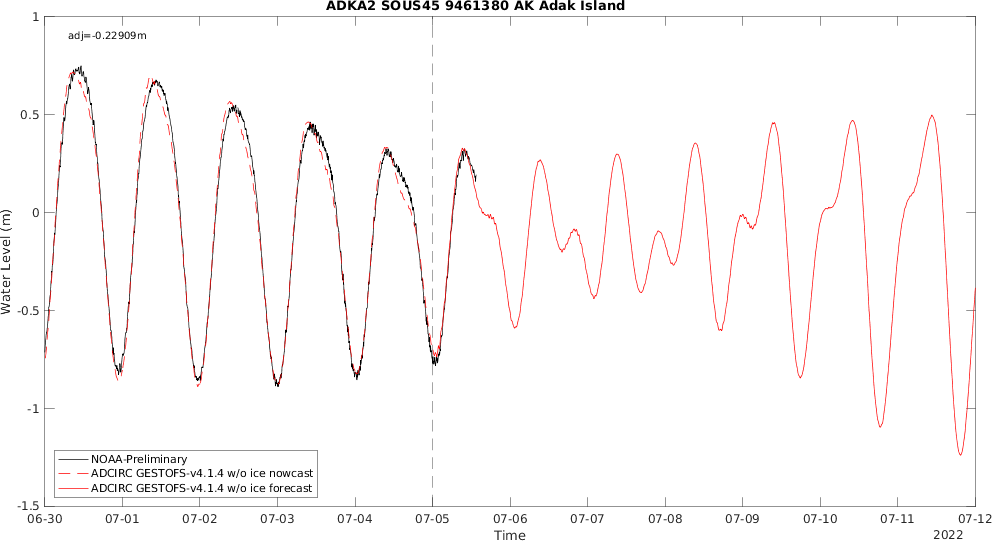 ADKA2 SOUS45 9461380 AK Adak Island
adj=-0.22909m
1
0.5
0
-0.5
-1
-1.5
Water Level (m)
NOAA-Preliminary
ADCIRC GESTOFS-v4.1.4 w/o ice nowcast
ADCIRC GESTOFS-v4.1.4 w/o ice forecast
06-30 07-01 07-02 07-03 07-04 07-05 07-06 07-07 07-08 07-09 07-10 07-11 07-12
Time
2022